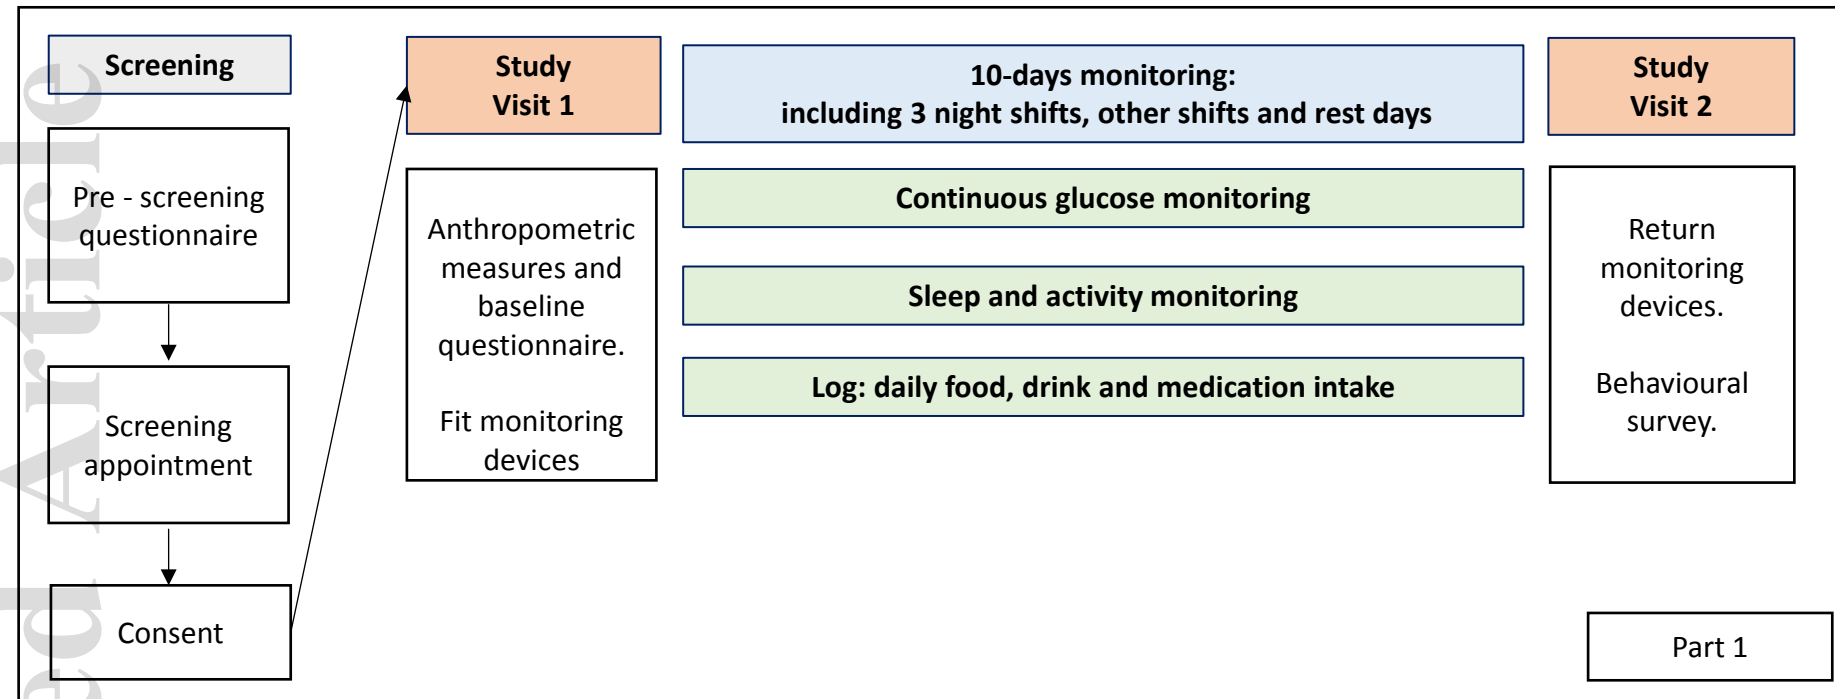 Screening
Pre - screening
questionnaire
Screening
appointment
Consent
Study
Visit 1
Anthropometric
measures and
baseline
questionnaire.
Fit monitoring
devices
10-days monitoring:
including 3 night shifts, other shifts and rest days
Continuous glucose monitoring
Sleep and activity monitoring
Log: daily food, drink and medication intake
Study
Visit 2
Return
monitoring
devices.
Behavioural
survey.
Part 1
ed Article